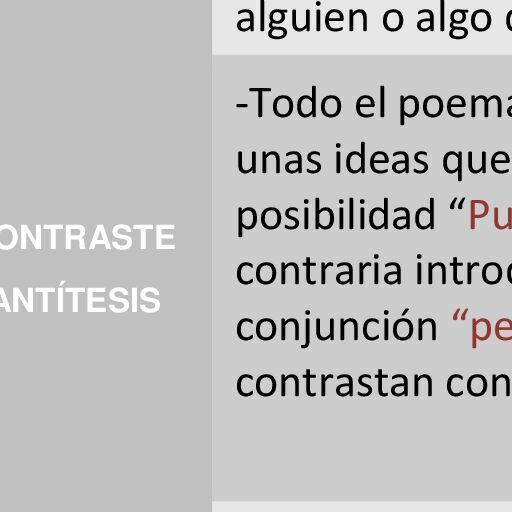 alguien o algo
-Todo el poema
unas ideas que
posibilidad “Pu
contraria introd
conjunción “pe
contrastan con
ONTRASTE
ANTÍTESIS